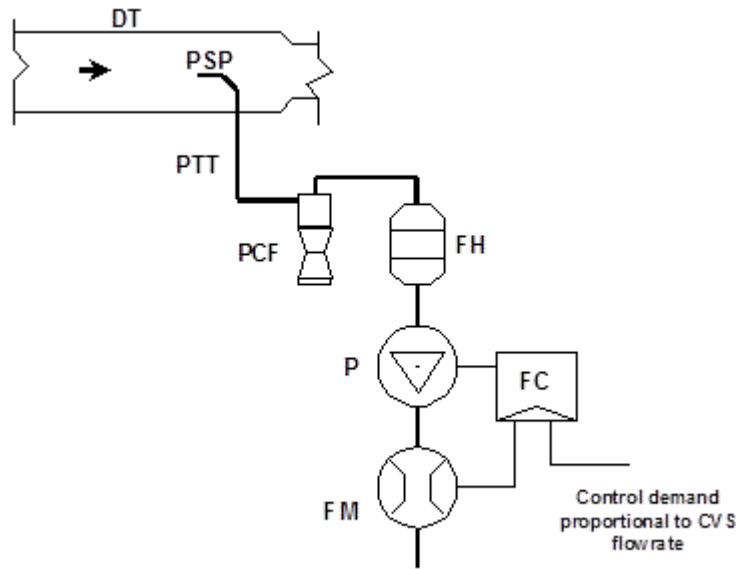 DT
PSP
PTT
PCF
FH
P
FC
FM
Control demand
proportional to CVS
flowrate